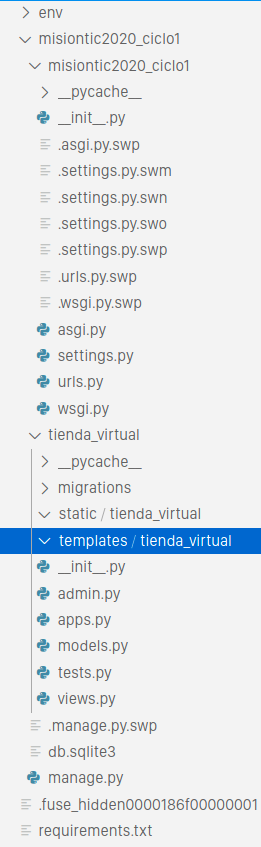 env
misiontic2020_ciclo1
misiontic2020_ciclo1
__pycache__
__init__.py
.asgi.py.swp
.settings.py.swm
.settings.py.swn
.settings.py.swo
.settings.py.swp
.urls.py.swp
.wsgi.py.swp
asgi.py
settings.py
urls.py
wsgi.py
tienda_virtual
__pycache__
migrations
static / tienda_virtual
templates / tienda_virtual
__init__.py
admin.py
apps.py
models.py
tests.py
views.py
.manage.py.swp
db.sqlite3
manage.py
.fuse_hidden0000186f00000001
requirements.txt